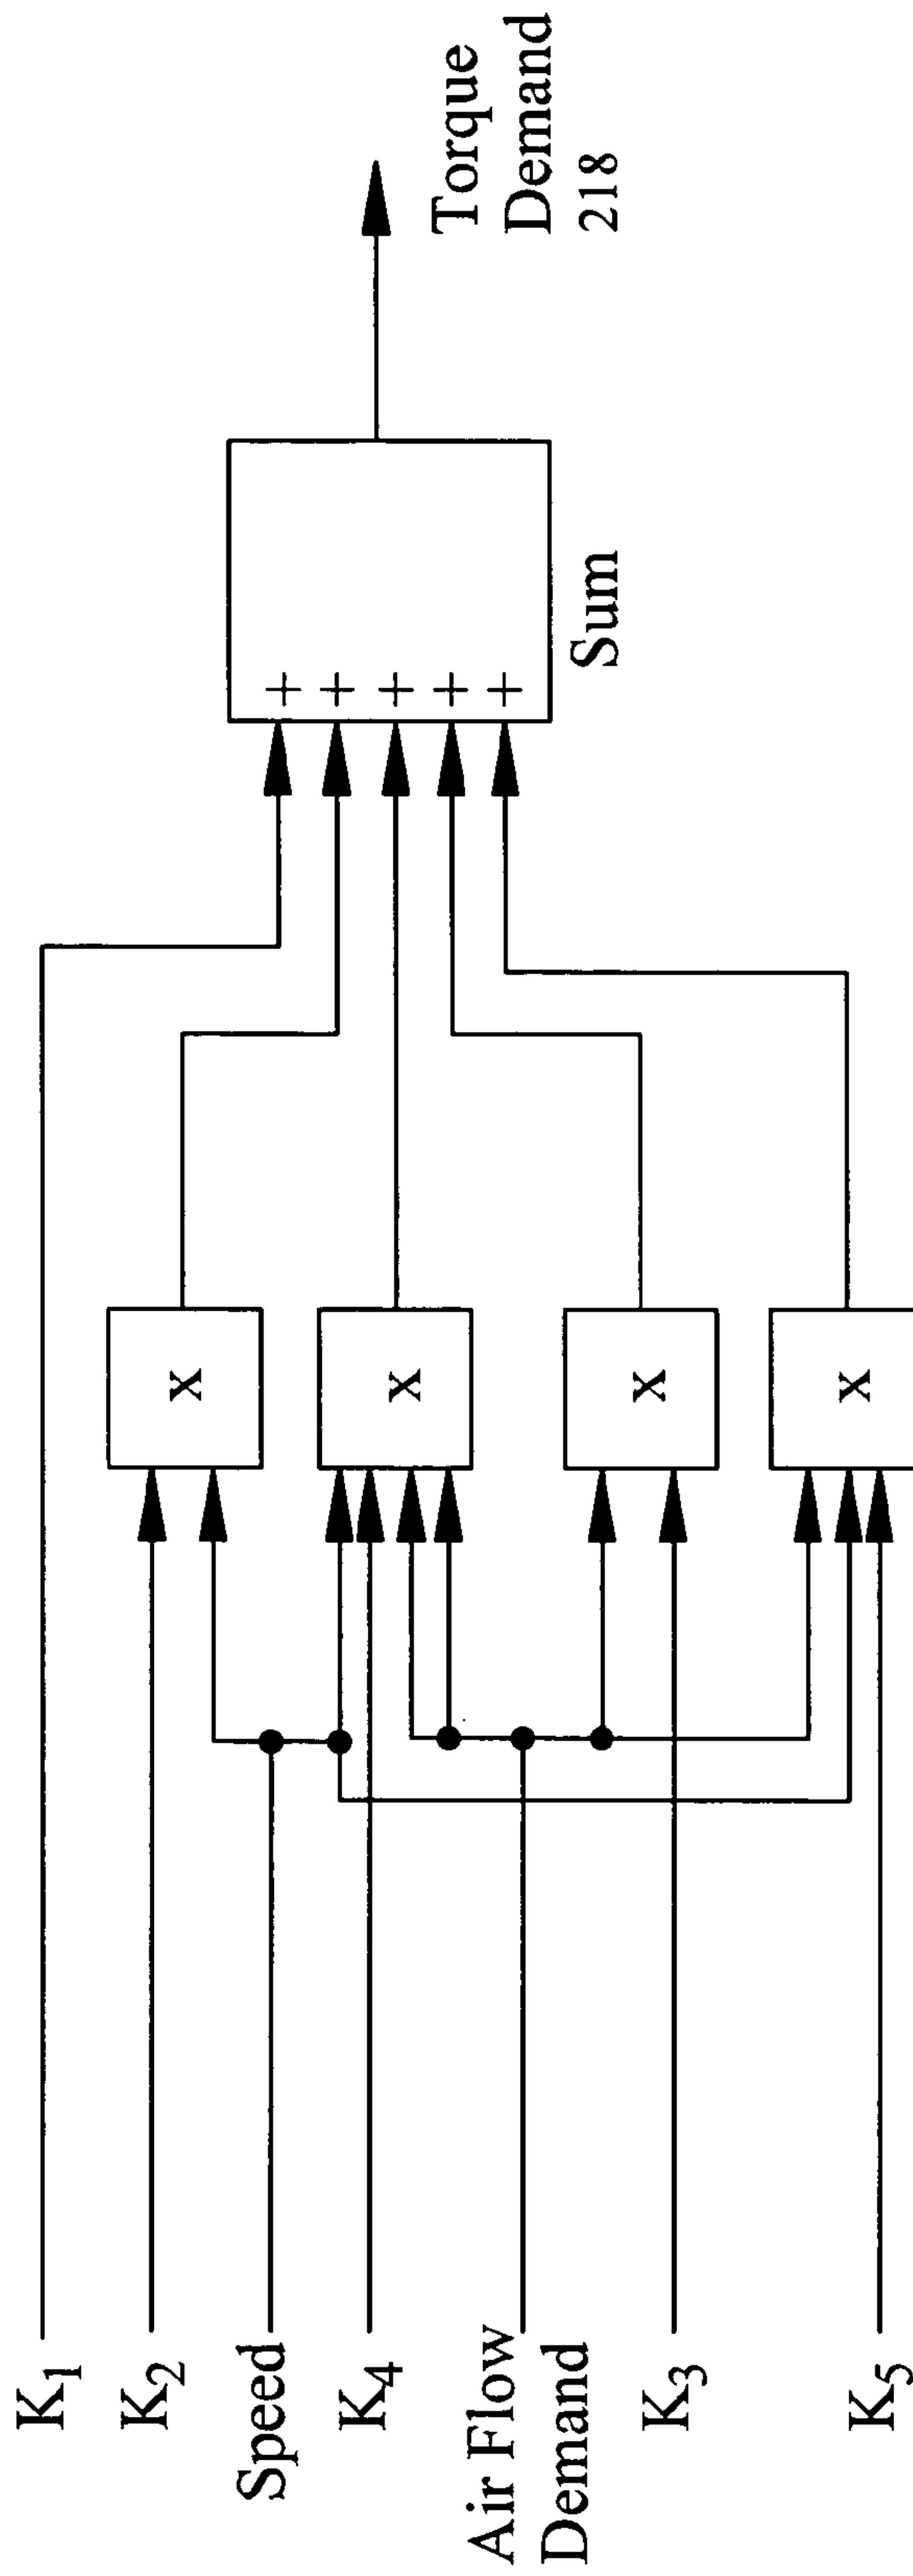 K₁
K₂
Speed
K₄
Air Flow
Demand
K₃
K₅
x
x
x
x
+
+
+
+
+
Sum
Torque
Demand
218